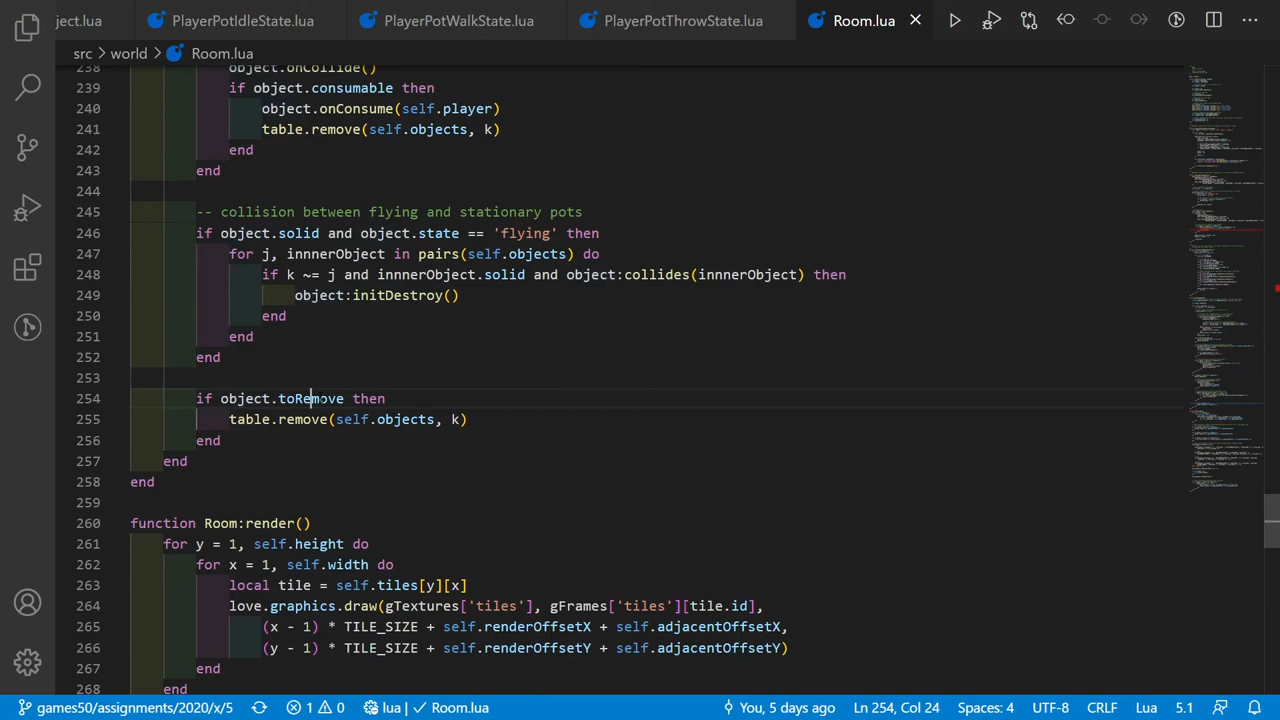 ject.lua PlayerPotIdleState.lua PlayerPotWalkState.lua PlayerPotThrowState.lua Room.lua
src > world > Room.lua
238 object.onCollide()
239 if object.consumable then
240 object.onConsume(self.player)
241 table.remove(self.objects, k)
242 end
243 end
244
245 -- collision between flying and stationary pots
246 if object.solid and object.state == 'flying' then
247 for j, innnerObject in pairs(self.objects) do
248 if k ~= j and innnerObject.solid and object:collides(innnerObject) then
249 object:initDestroy()
250 end
251 end
252 end
253
254 if object.toRemove then
255 table.remove(self.objects, k)
256 end
257 end
258 end
259
260 function Room:render()
261 for y = 1, self.height do
262 for x = 1, self.width do
263 local tile = self.tiles[y][x]
264 love.graphics.draw(gTextures['tiles'], gFrames['tiles'][tile.id],
265 (x - 1) * TILE_SIZE + self.renderOffsetX + self.adjacentOffsetX,
266 (y - 1) * TILE_SIZE + self.renderOffsetY + self.adjacentOffsetY)
267 end
268 end
games50/assignments/2020/x/5 1 0 lua | ✓ Room.lua You, 5 days ago Ln 254, Col 24 Spaces: 4 UTF-8 CRLF Lua 5.1